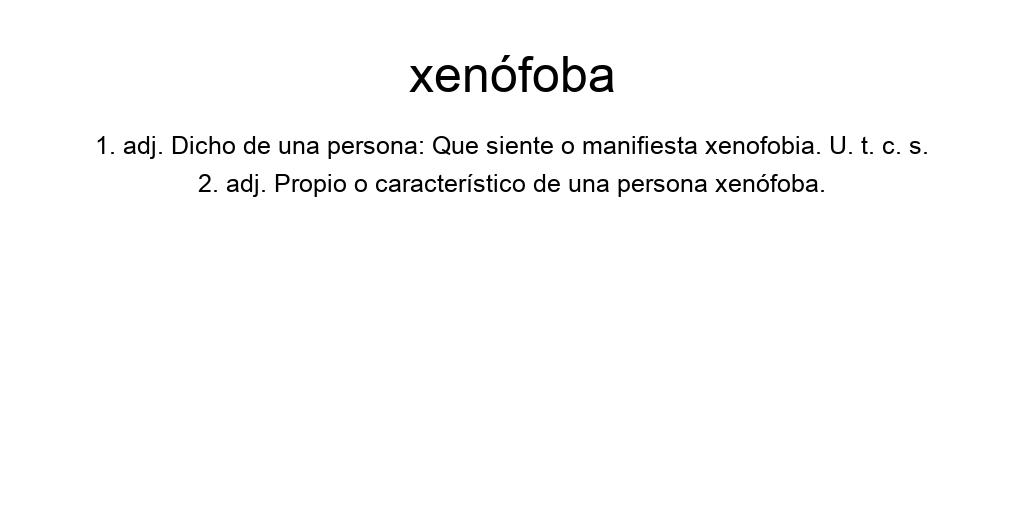 xenófoba
1. adj. Dicho de una persona: Que siente o manifiesta xenofobia. U. t. c. s.
2. adj. Propio o característico de una persona xenófoba.